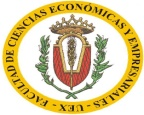 FACULTAD DE CIENCIAS ECONÓMICAS Y EMPRESARIALES - UEX -